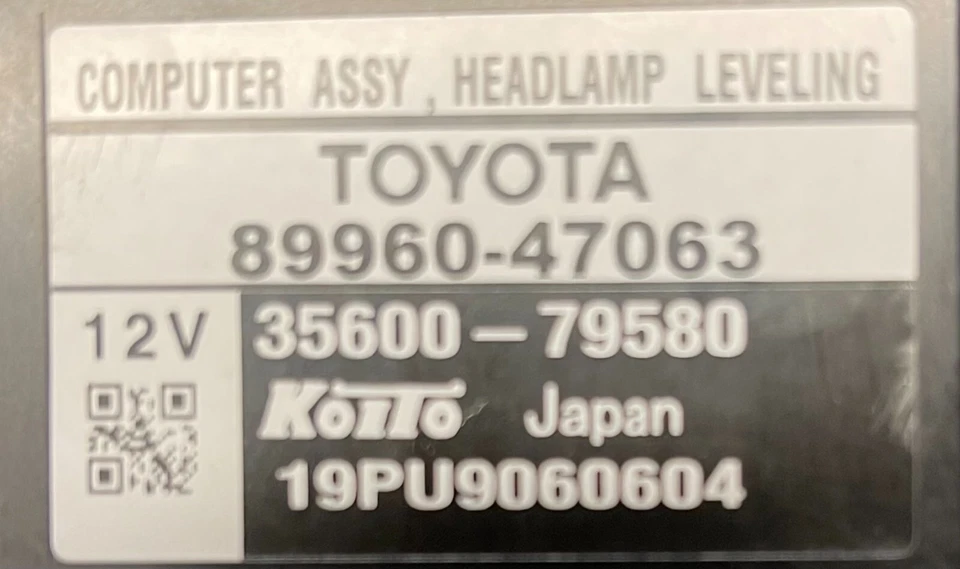 COMPUTER ASSY , HEADLAMP LEVELING
TOYOTA
89960-47063
12V
35600-79580
KOITO Japan
19PU9060604